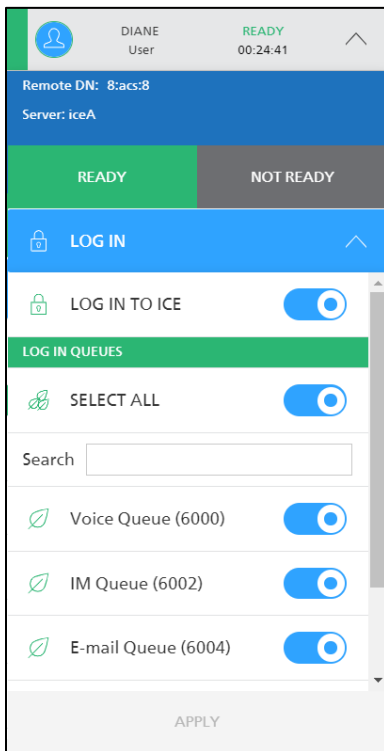 DIANE
User
READY
00:24:41
Remote DN: 8:acs:8
Server: iceA
READY
NOT READY
LOG IN
LOG IN TO ICE
LOG IN QUEUES
SELECT ALL
Search
Voice Queue (6000)
IM Queue (6002)
E-mail Queue (6004)
APPLY